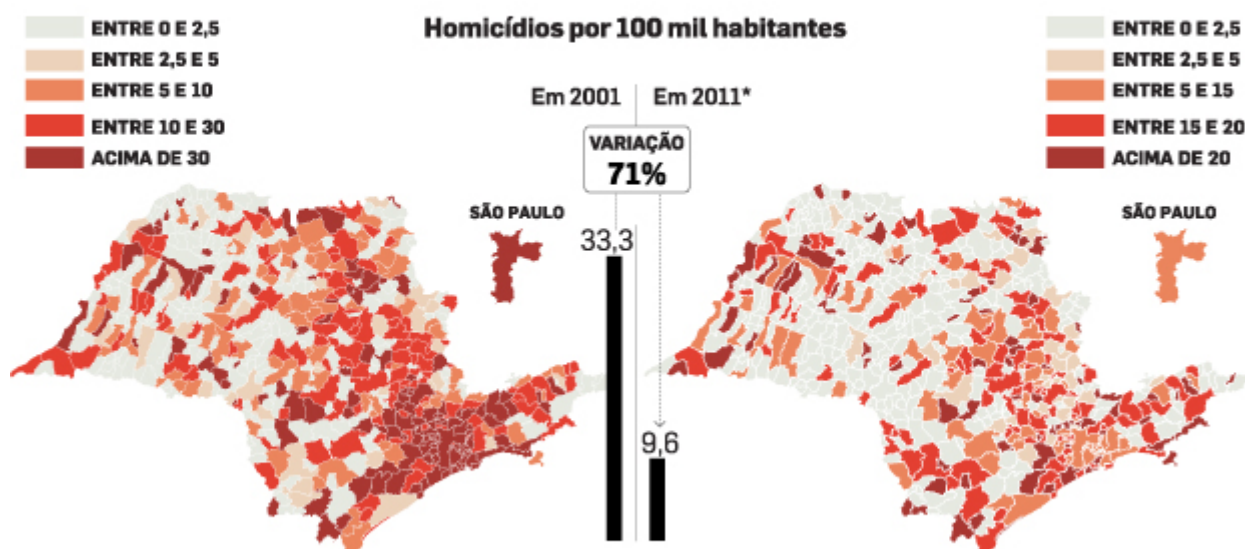 Homicídios por 100 mil habitantes
ENTRE 0 E 2,5
ENTRE 2,5 E 5
ENTRE 5 E 10
ENTRE 10 E 30
ACIMA DE 30
Em 2001
Em 2011*
VARIAÇÃO
71%
ENTRE 0 E 2,5
ENTRE 2,5 E 5
ENTRE 5 E 15
ENTRE 15 E 20
ACIMA DE 20
SÃO PAULO
33,3
9,6
SÃO PAULO